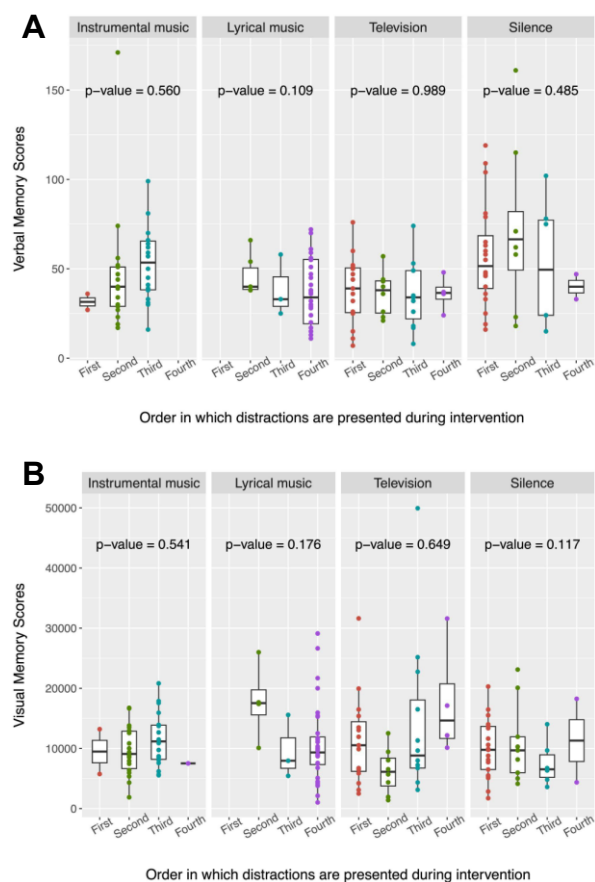 A
Instrumental music Lyrical music Television Silence
p-value = 0.560 p-value = 0.109 p-value = 0.989 p-value = 0.485
150
100
50
0
Verbal Memory Scores
First Second Third Fourth First Second Third Fourth First Second Third Fourth First Second Third Fourth
Order in which distractions are presented during intervention
B
Instrumental music Lyrical music Television Silence
50000
p-value = 0.541 p-value = 0.176 p-value = 0.649 p-value = 0.117
40000
30000
20000
10000
0
Visual Memory Scores
First Second Third Fourth First Second Third Fourth First Second Third Fourth First Second Third Fourth
Order in which distractions are presented during intervention